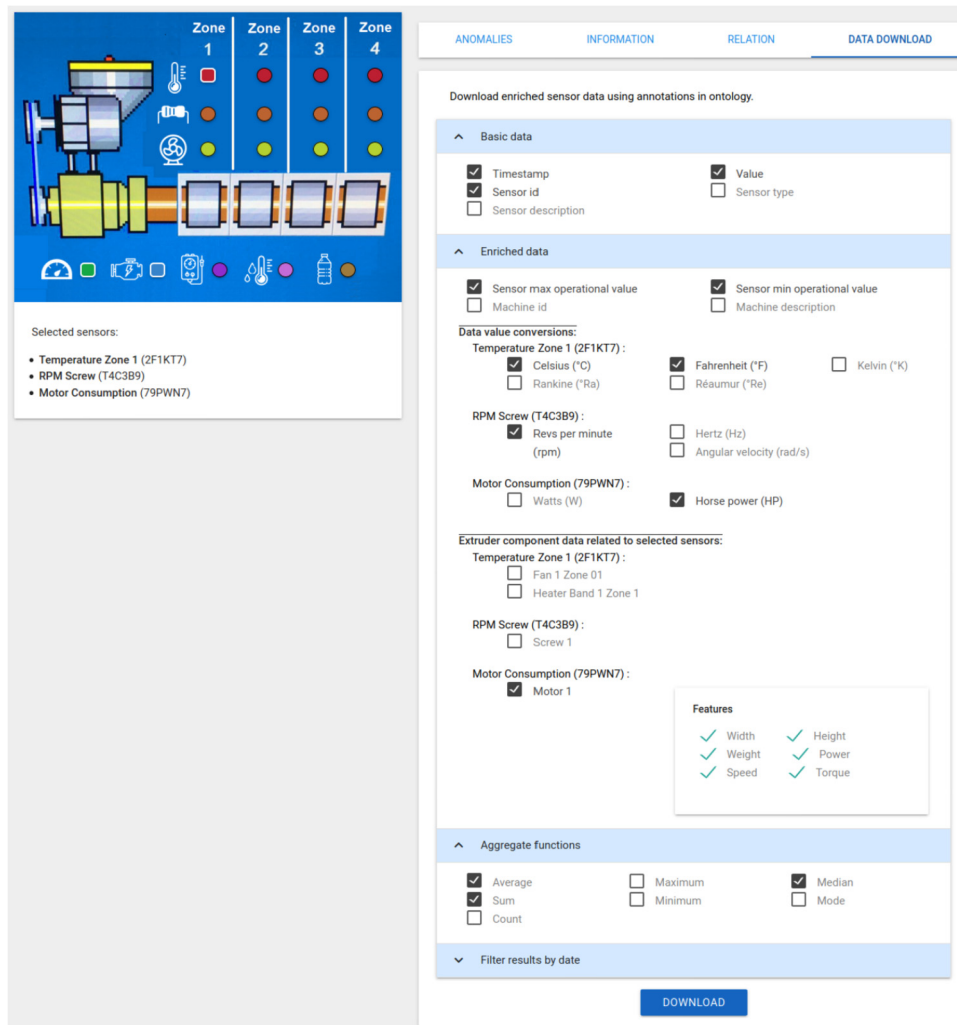 Zone Zone Zone Zone
1 2 3 4
Selected sensors:
• Temperature Zone 1 (2F1KT7)
• RPM Screw (T4C3B9)
• Motor Consumption (79PWN7)
ANOMALIES INFORMATION RELATION DATA DOWNLOAD
Download enriched sensor data using annotations in ontology.
Basic data
Timestamp Value
Sensor id Sensor type
Sensor description
Enriched data
Sensor max operational value Sensor min operational value
Machine id Machine description
Data value conversions:
Temperature Zone 1 (2F1KT7) :
Celsius (°C) Fahrenheit (°F) Kelvin (°K)
Rankine (°Ra) Réaumur (°Re)
RPM Screw (T4C3B9) :
Revs per minute Hertz (Hz)
(rpm) Angular velocity (rad/s)
Motor Consumption (79PWN7) :
Watts (W) Horse power (HP)
Extruder component data related to selected sensors:
Temperature Zone 1 (2F1KT7) :
Fan 1 Zone 01
Heater Band 1 Zone 1
RPM Screw (T4C3B9) :
Screw 1
Motor Consumption (79PWN7) :
Motor 1
Features
Width Height
Weight Power
Speed Torque
Aggregate functions
Average Maximum Median
Sum Minimum Mode
Count
Filter results by date
DOWNLOAD